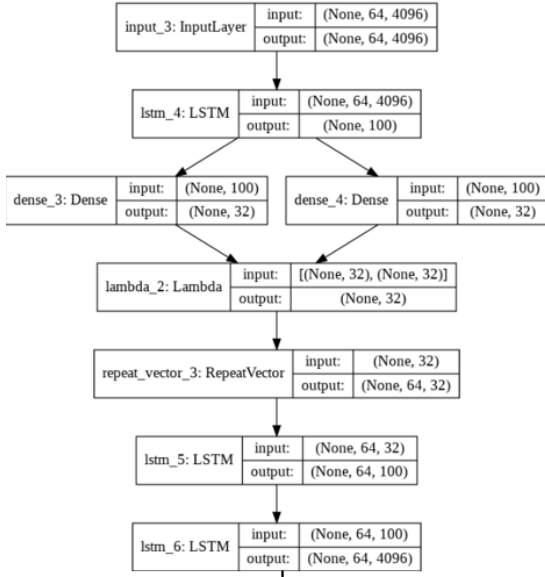 input_3: InputLayer input: (None, 64, 4096)
output: (None, 64, 4096)
lstm_4: LSTM input: (None, 64, 4096)
output: (None, 100)
dense_3: Dense input: (None, 100)
output: (None, 32)
dense_4: Dense input: (None, 100)
output: (None, 32)
lambda_2: Lambda input: [(None, 32), (None, 32)]
output: (None, 32)
repeat_vector_3: RepeatVector input: (None, 32)
output: (None, 64, 32)
lstm_5: LSTM input: (None, 64, 32)
output: (None, 64, 100)
lstm_6: LSTM input: (None, 64, 100)
output: (None, 64, 4096)